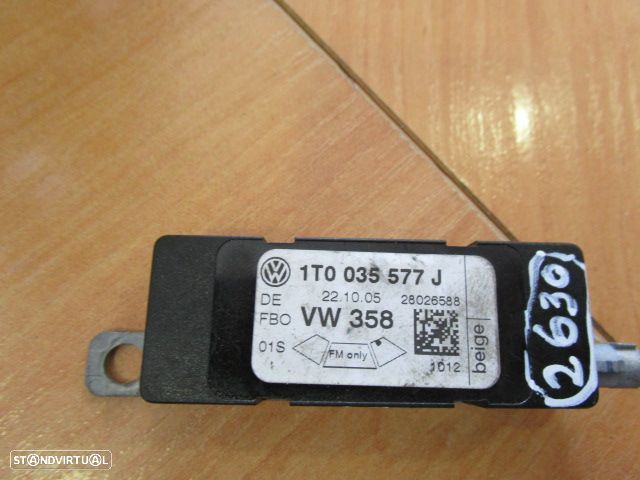 1T0 035 577 J
DE 22.10.05 28026588
FBO VW 358
01S FM only 1012
beige
2630
STANDVIRTUAL